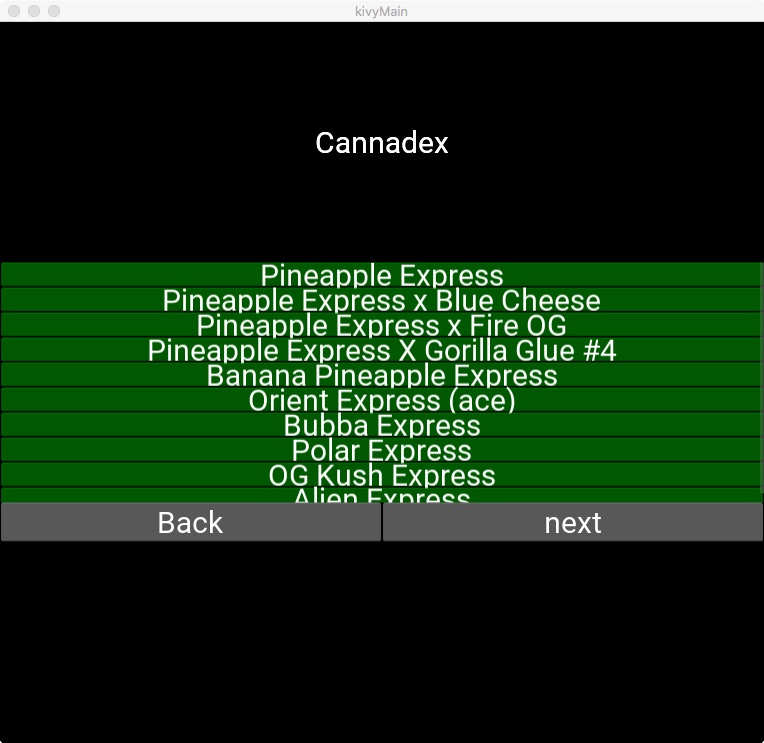 kivyMain
Cannadex
Pineapple Express
Pineapple Express x Blue Cheese
Pineapple Express x Fire OG
Pineapple Express X Gorilla Glue #4
Banana Pineapple Express
Orient Express (ace)
Bubba Express
Polar Express
OG Kush Express
Alien Express
Back next